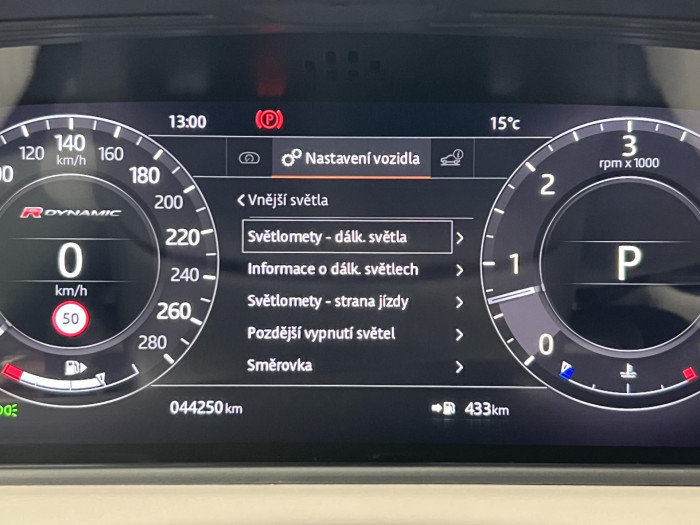 13:00
(P)
15°c
Nastavení vozidla
Vnější světla
Světlomety - dálk. světla
Informace o dálk. světlech
Světlomety - strana jízdy
Pozdější vypnutí světel
Směrovka
120
140
160
km/h
180
200
220
240
260
280
R DYNAMIC
0
km/h
50
3
rpm x 1000
2
1
0
P
044250 km
433km